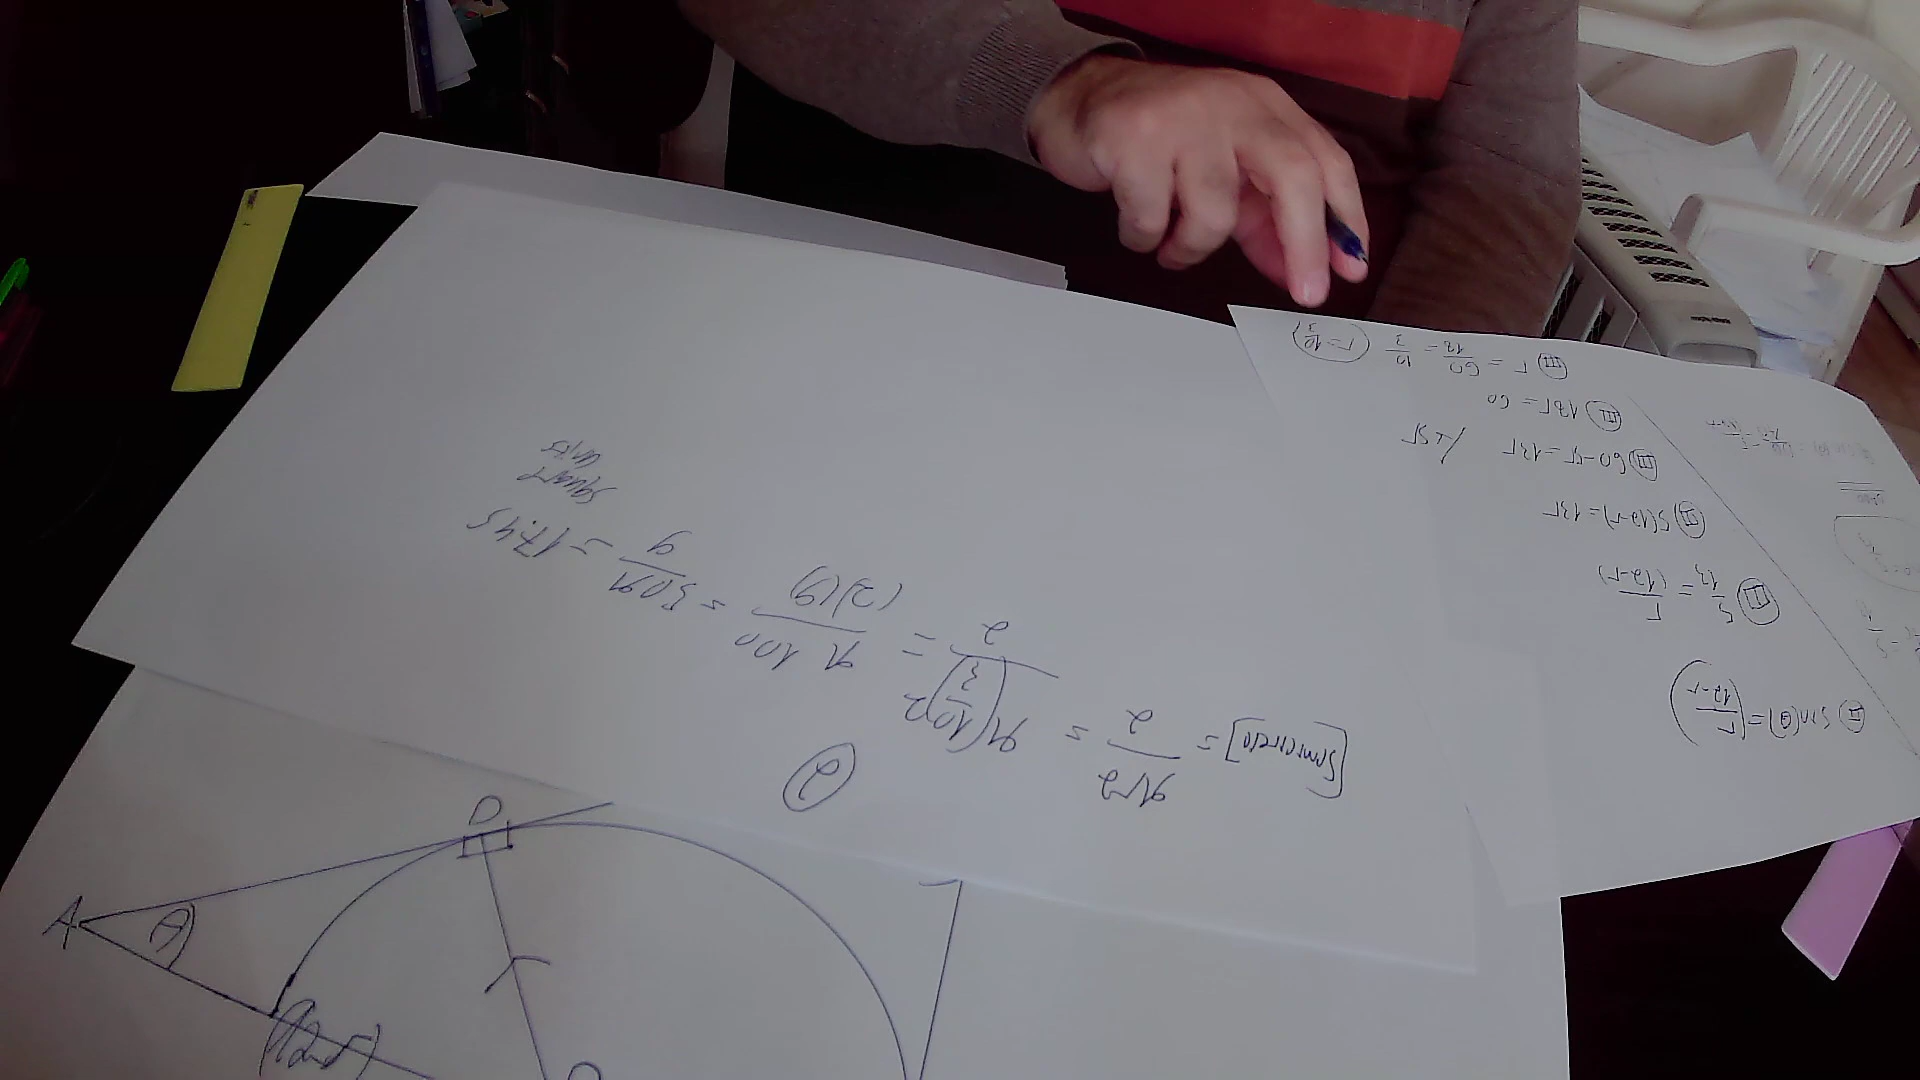 ② 
[semicircle] = πr2/2 = π(10/3)2/2 = π 100/(2)(9) = 50π/9 = 17.45
square
units
II sin(θ) = (r/12-r)
III 5/13 = r/(12-r)
III 5(12-r) = 13r
III 60-5r = 13r /+5r
III 18r = 60
III r = 60/18 = 10/3 (r=10/3)
D
A θ
(12-r)
r